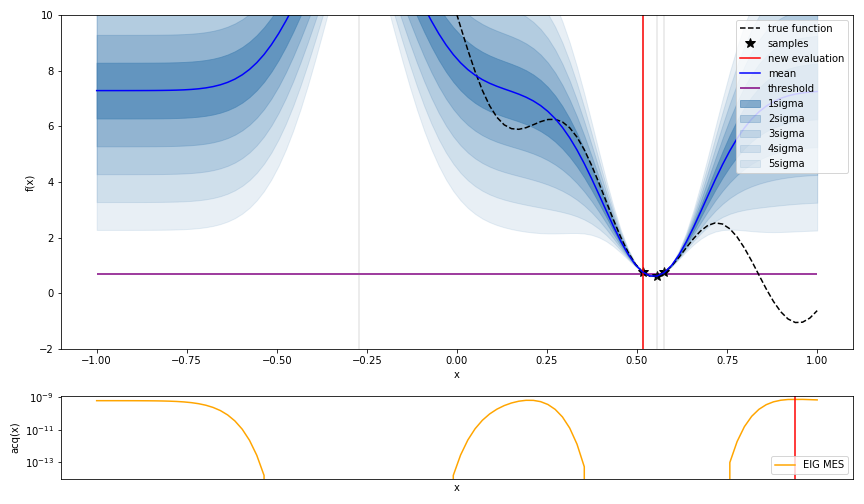 10
8
6
4
2
0
−2
f(x)
−1.00
−0.75
−0.50
−0.25
0.00
0.25
0.50
0.75
1.00
x
true function
samples
new evaluation
mean
threshold
1sigma
2sigma
3sigma
4sigma
5sigma
10⁻⁹
10⁻¹¹
10⁻¹³
acq(x)
EIG MES
x